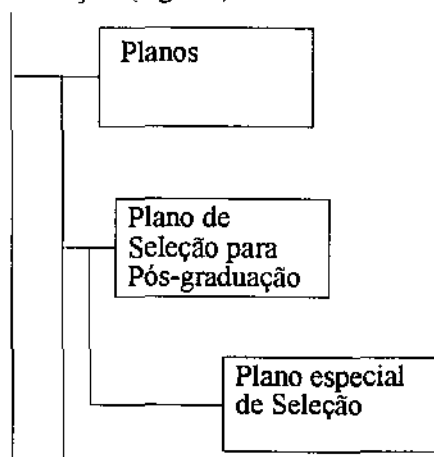 Planos
Plano de
Seleção para
Pós-graduação
Plano especial
de Seleção